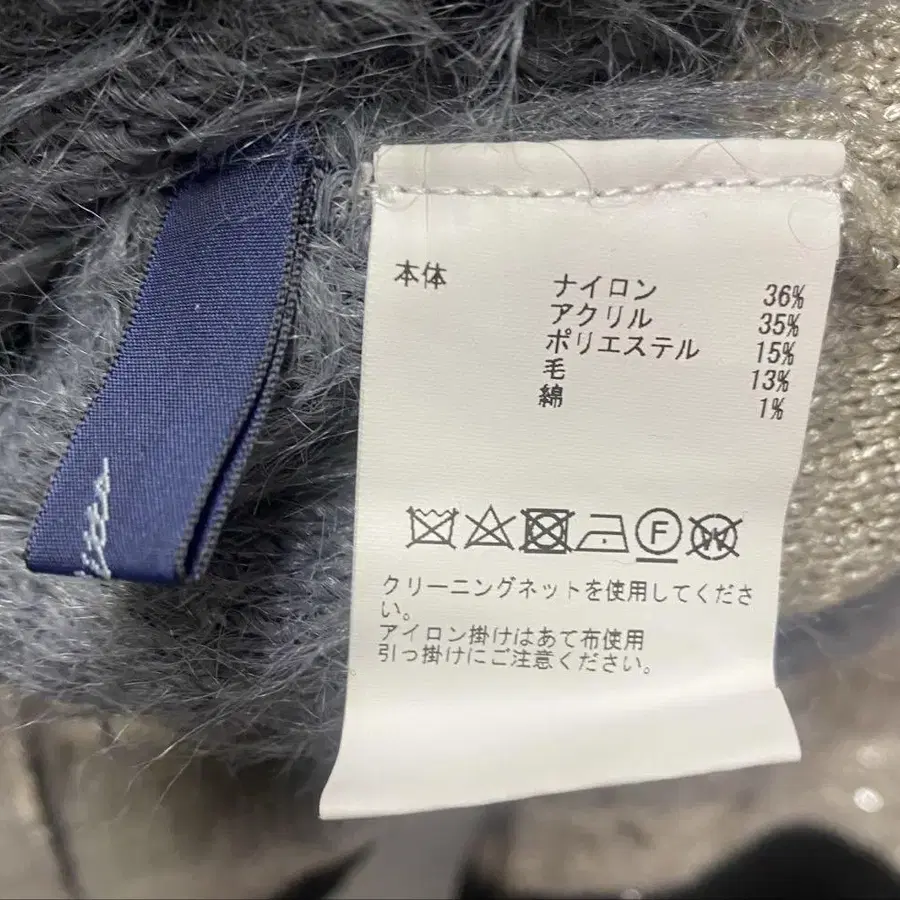 本体
ナイロン 36%
アクリル 35%
ポリエステル 15%
毛 13%
綿 1%
F W
クリーニングネットを使用してくださ
い。
アイロン掛けはあて布使用
引っ掛けにご注意ください。